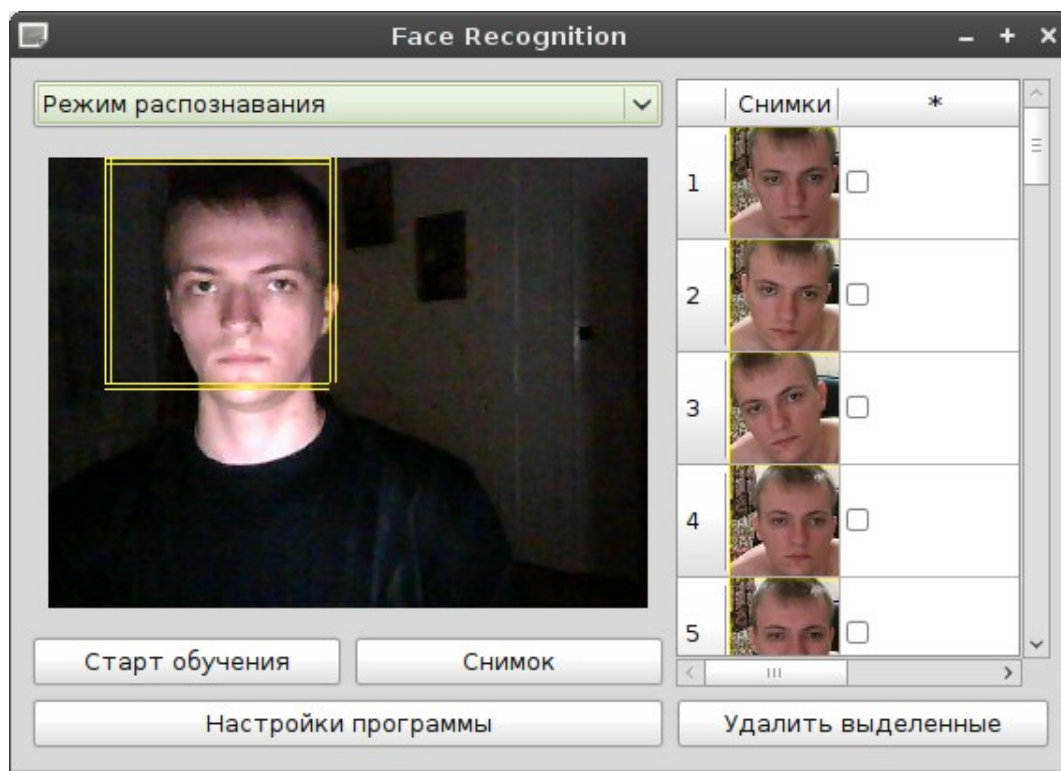 Face Recognition
Режим распознавания
Снимки *
1
2
3
4
5
Старт обучения
Снимок
Настройки программы
Удалить выделенные